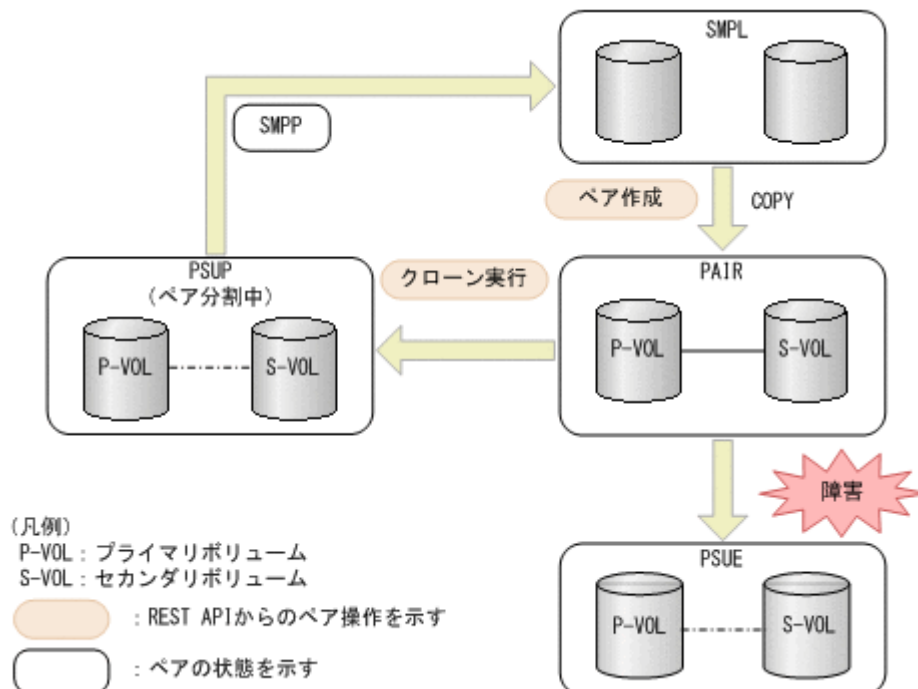 SMPL
SMPP
ペア作成
COPY
PSUP
(ペア分割中)
P-VOL
S-VOL
クローン実行
PAIR
P-VOL
S-VOL
障害
PSUE
P-VOL
S-VOL
(凡例)
P-VOL:プライマリボリューム
S-VOL:セカンダリボリューム
:REST APIからのペア操作を示す
:ペアの状態を示す